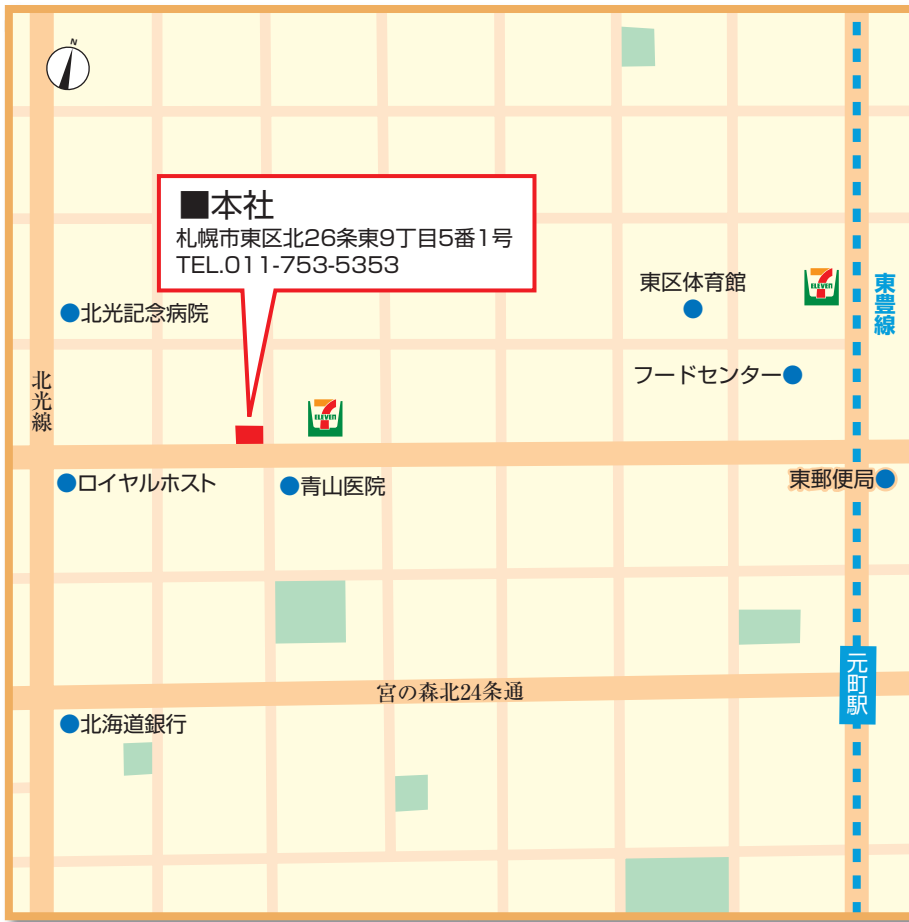 N
■本社
札幌市東区北26条東9丁目5番1号
TEL.011-753-5353
東区体育館
ELEVEN
東豊線
北光記念病院
フードセンター
北光線
7
ELEVEN
ロイヤルホスト
青山医院
東郵便局
元町駅
宮の森北24条通
北海道銀行